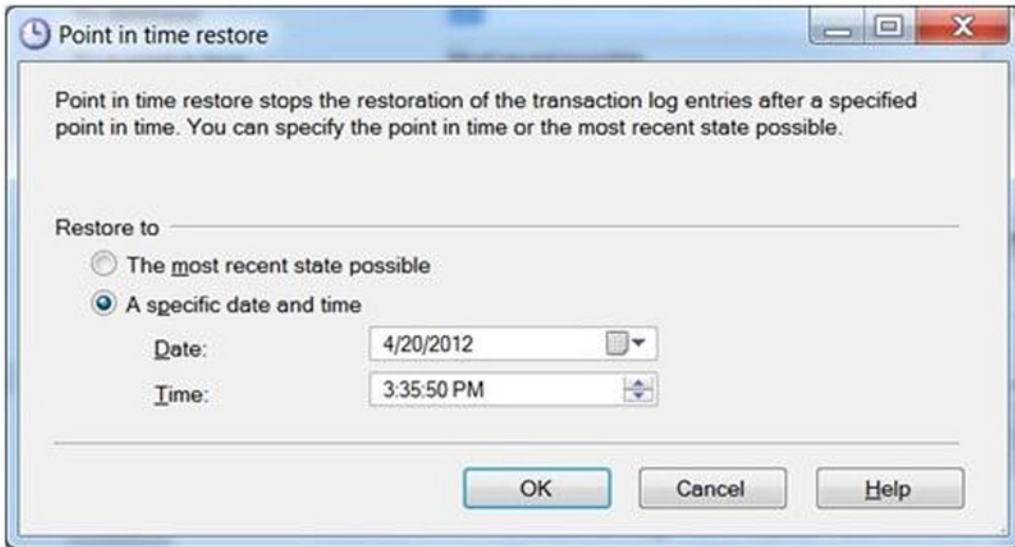 Point in time restore
Point in time restore stops the restoration of the transaction log entries after a specified
point in time. You can specify the point in time or the most recent state possible.
Restore to
The most recent state possible
A specific date and time
Date: 4/20/2012
Time: 3:35:50 PM
OK Cancel Help